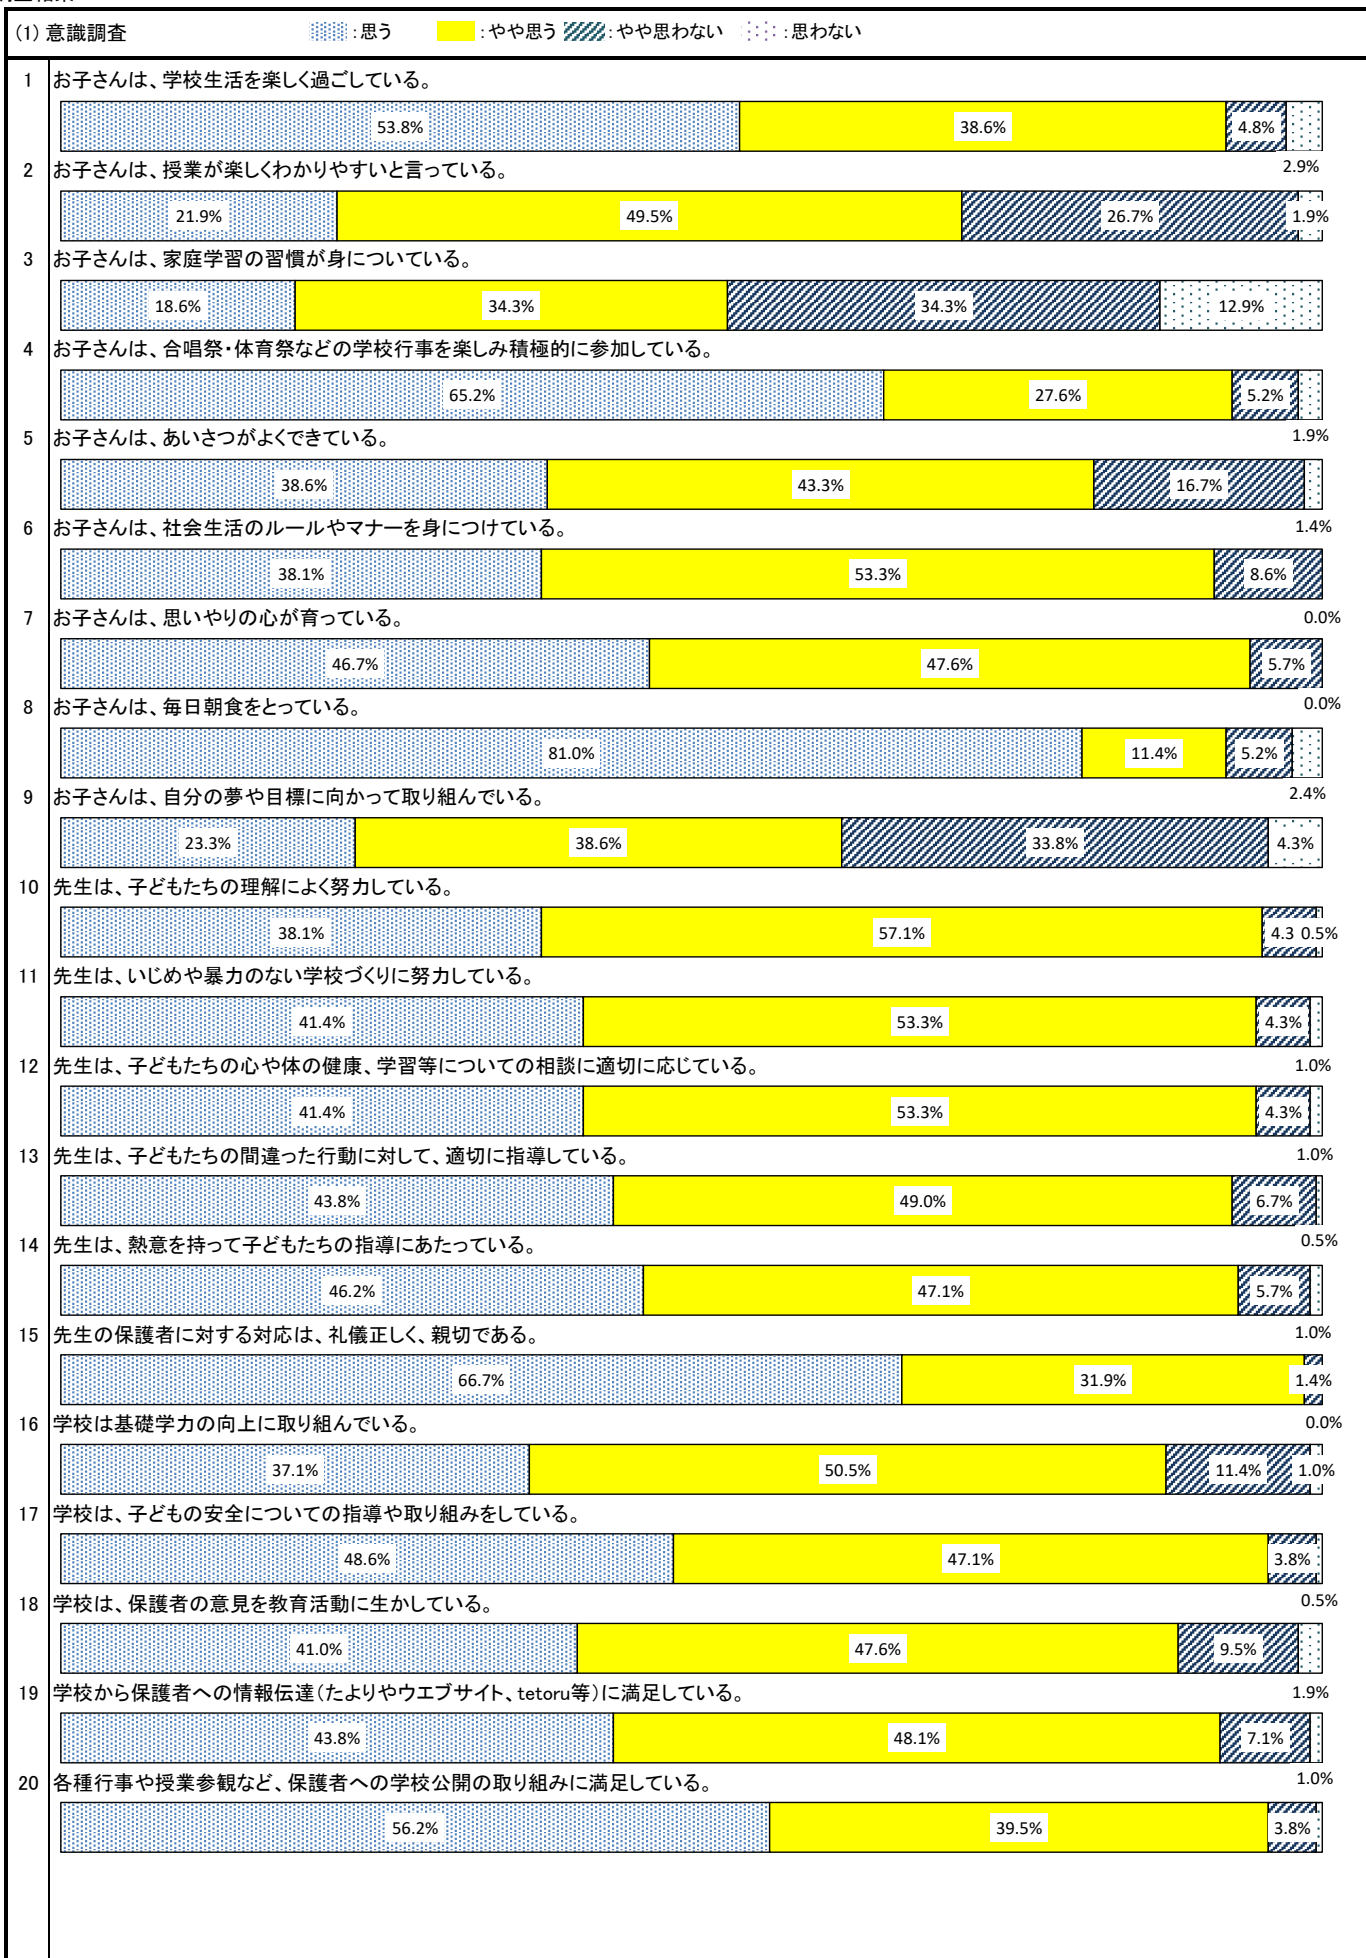 (1) 意識調査 :思う :やや思う :やや思わない :思わない
1 お子さんは、学校生活を楽しく過ごしている。
53.8% 38.6% 4.8%
2.9%
2 お子さんは、授業が楽しくわかりやすいと言っている。
21.9% 49.5% 26.7% 1.9%
3 お子さんは、家庭学習の習慣が身についている。
18.6% 34.3% 34.3% 12.9%
4 お子さんは、合唱祭・体育祭などの学校行事を楽しみ積極的に参加している。
65.2% 27.6% 5.2%
1.9%
5 お子さんは、あいさつがよくできている。
38.6% 43.3% 16.7%
1.4%
6 お子さんは、社会生活のルールやマナーを身につけている。
38.1% 53.3% 8.6%
0.0%
7 お子さんは、思いやりの心が育っている。
46.7% 47.6% 5.7%
0.0%
8 お子さんは、毎日朝食をとっている。
81.0% 11.4% 5.2%
2.4%
9 お子さんは、自分の夢や目標に向かって取り組んでいる。
23.3% 38.6% 33.8% 4.3%
10 先生は、子どもたちの理解によく努力している。
38.1% 57.1% 4.3 0.5%
11 先生は、いじめや暴力のない学校づくりに努力している。
41.4% 53.3% 4.3%
1.0%
12 先生は、子どもたちの心や体の健康、学習等についての相談に適切に応じている。
41.4% 53.3% 4.3%
1.0%
13 先生は、子どもたちの間違った行動に対して、適切に指導している。
43.8% 49.0% 6.7%
0.5%
14 先生は、熱意を持って子どもたちの指導にあたっている。
46.2% 47.1% 5.7%
1.0%
15 先生の保護者に対する対応は、礼儀正しく、親切である。
66.7% 31.9% 1.4%
0.0%
16 学校は基礎学力の向上に取り組んでいる。
37.1% 50.5% 11.4% 1.0%
17 学校は、子どもの安全についての指導や取り組みをしている。
48.6% 47.1% 3.8%
0.5%
18 学校は、保護者の意見を教育活動に生かしている。
41.0% 47.6% 9.5%
1.9%
19 学校から保護者への情報伝達(たよりやウエブサイト、tetoru等)に満足している。
43.8% 48.1% 7.1%
1.0%
20 各種行事や授業参観など、保護者への学校公開の取り組みに満足している。
56.2% 39.5% 3.8%